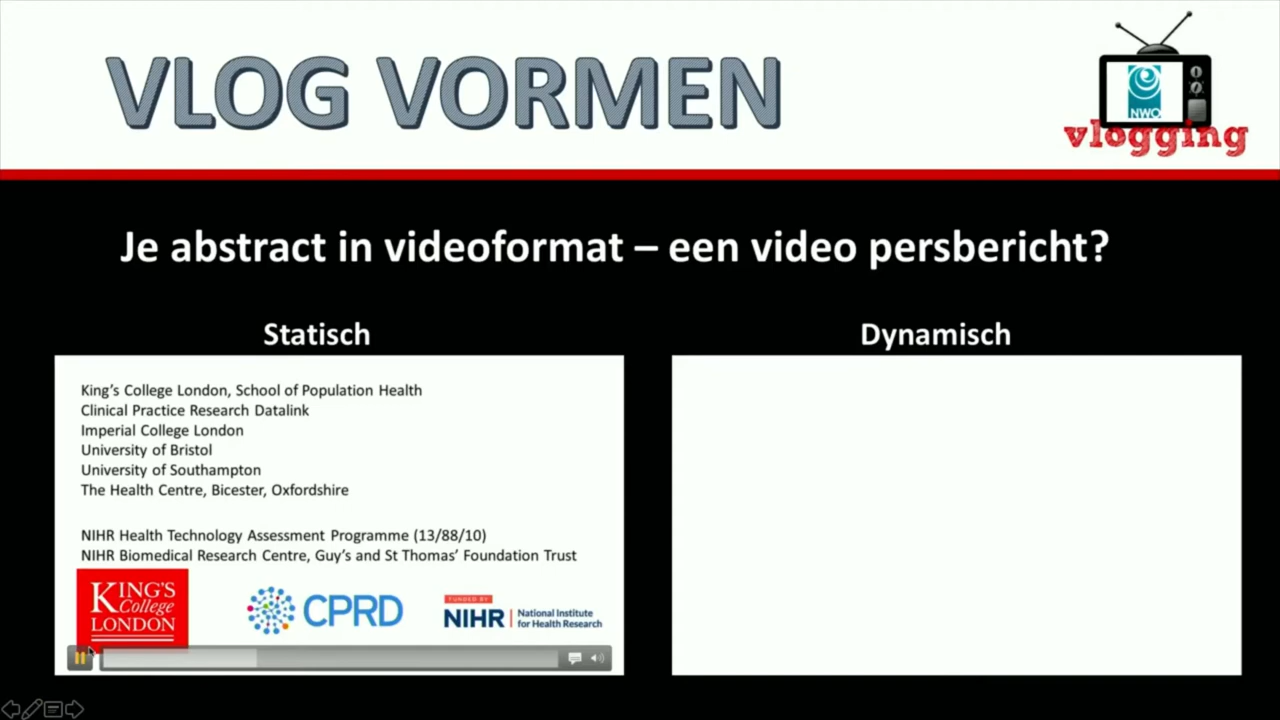 VLOG VORMEN
NWO
vlogging
Je abstract in videoformat – een video persbericht?
Statisch
Dynamisch
King's College London, School of Population Health
Clinical Practice Research Datalink
Imperial College London
University of Bristol
University of Southampton
The Health Centre, Bicester, Oxfordshire
NIHR Health Technology Assessment Programme (13/88/10)
NIHR Biomedical Research Centre, Guy's and St Thomas' Foundation Trust
KING'S
College
LONDON
CPRD
FUNDED BY
NIHR | National Institute
for Health Research